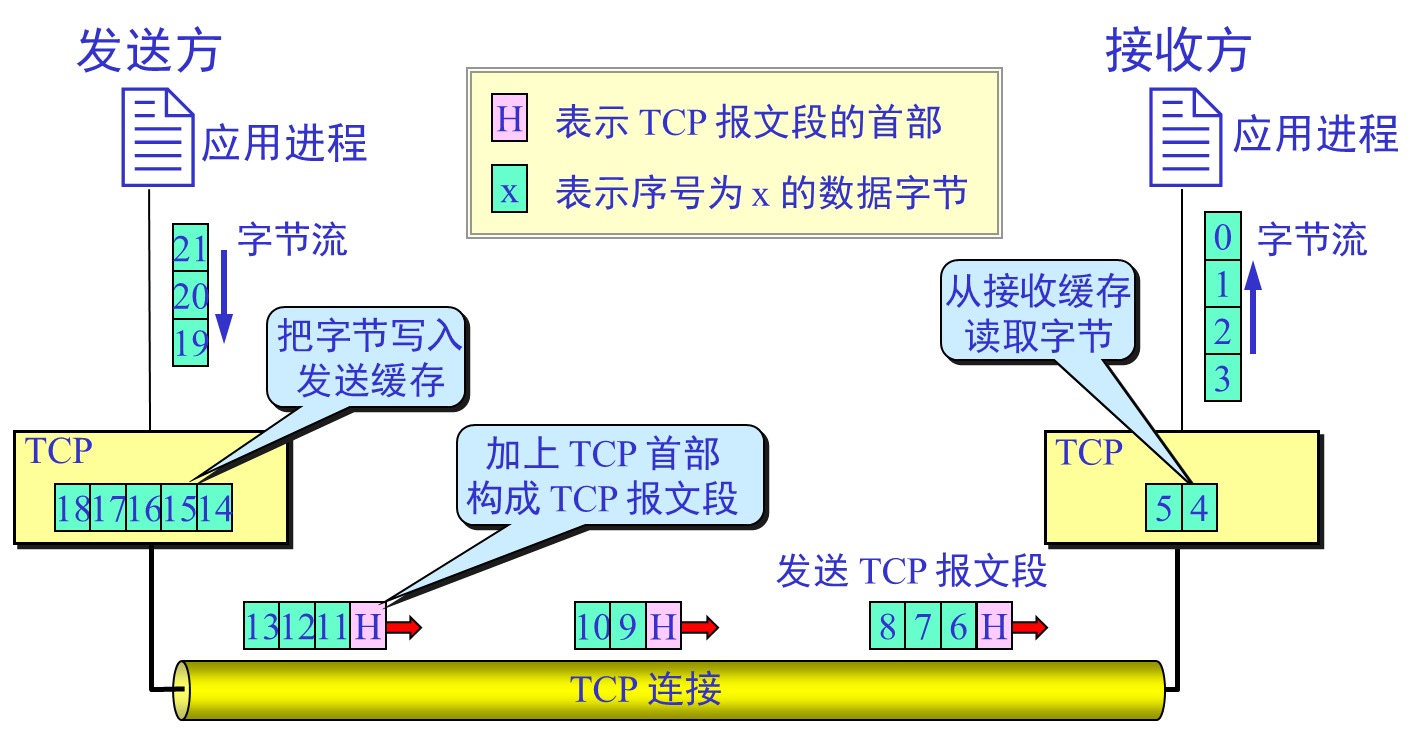 发送方
接收方
应用进程
应用进程
H 表示 TCP 报文段的首部
x 表示序号为 x 的数据字节
字节流
21
20
19
字节流
0
1
2
3
把字节写入
发送缓存
从接收缓存
读取字节
TCP
18 17 16 15 14
加上 TCP 首部
构成 TCP 报文段
TCP
5 4
发送 TCP 报文段
13 12 11 H
10 9 H
8 7 6 H
TCP 连接